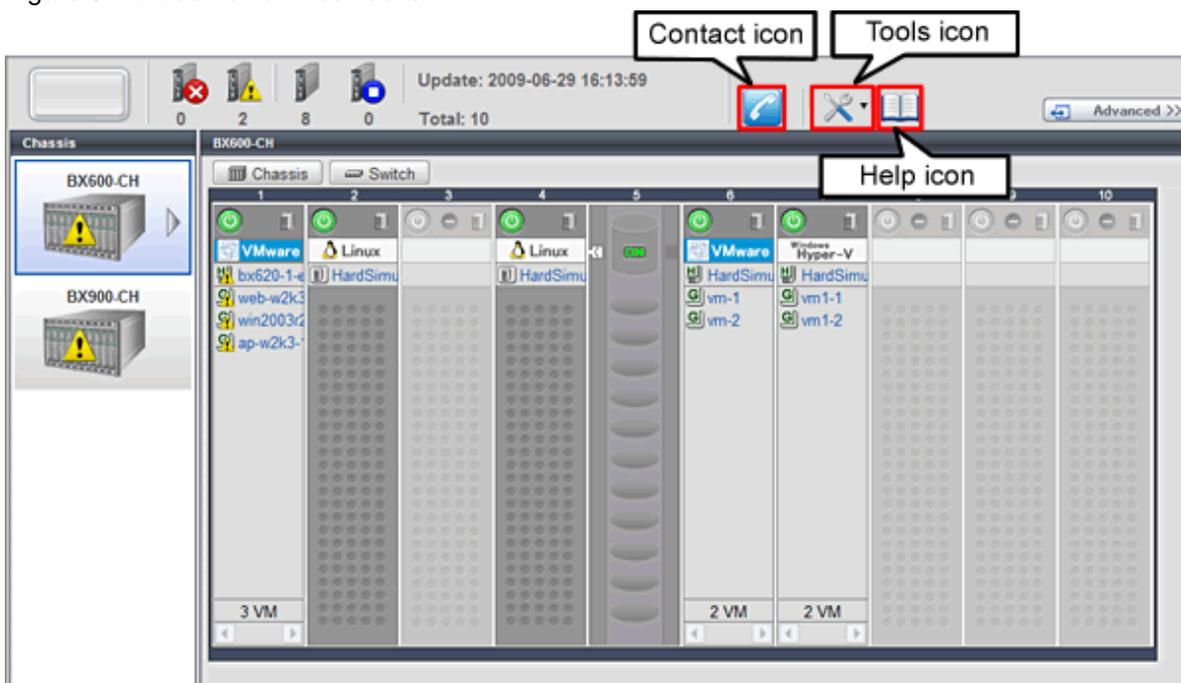 Contact icon
Tools icon
Update: 2009-06-29 16:13:59
0 2 8 0
Total: 10
Advanced >>
Chassis
BX600-CH
Help icon
BX600-CH
Chassis
Switch
1 2 3 4 5 6 9 10
VMware
Linux
Linux
ON
VMware
Windows Hyper-V
bx620-1-e
HardSimu
HardSimu
HardSimu
HardSimu
web-w2k3
vm-1
vm1-1
win2003r2
vm-2
vm1-2
ap-w2k3-
BX900-CH
3 VM
2 VM
2 VM